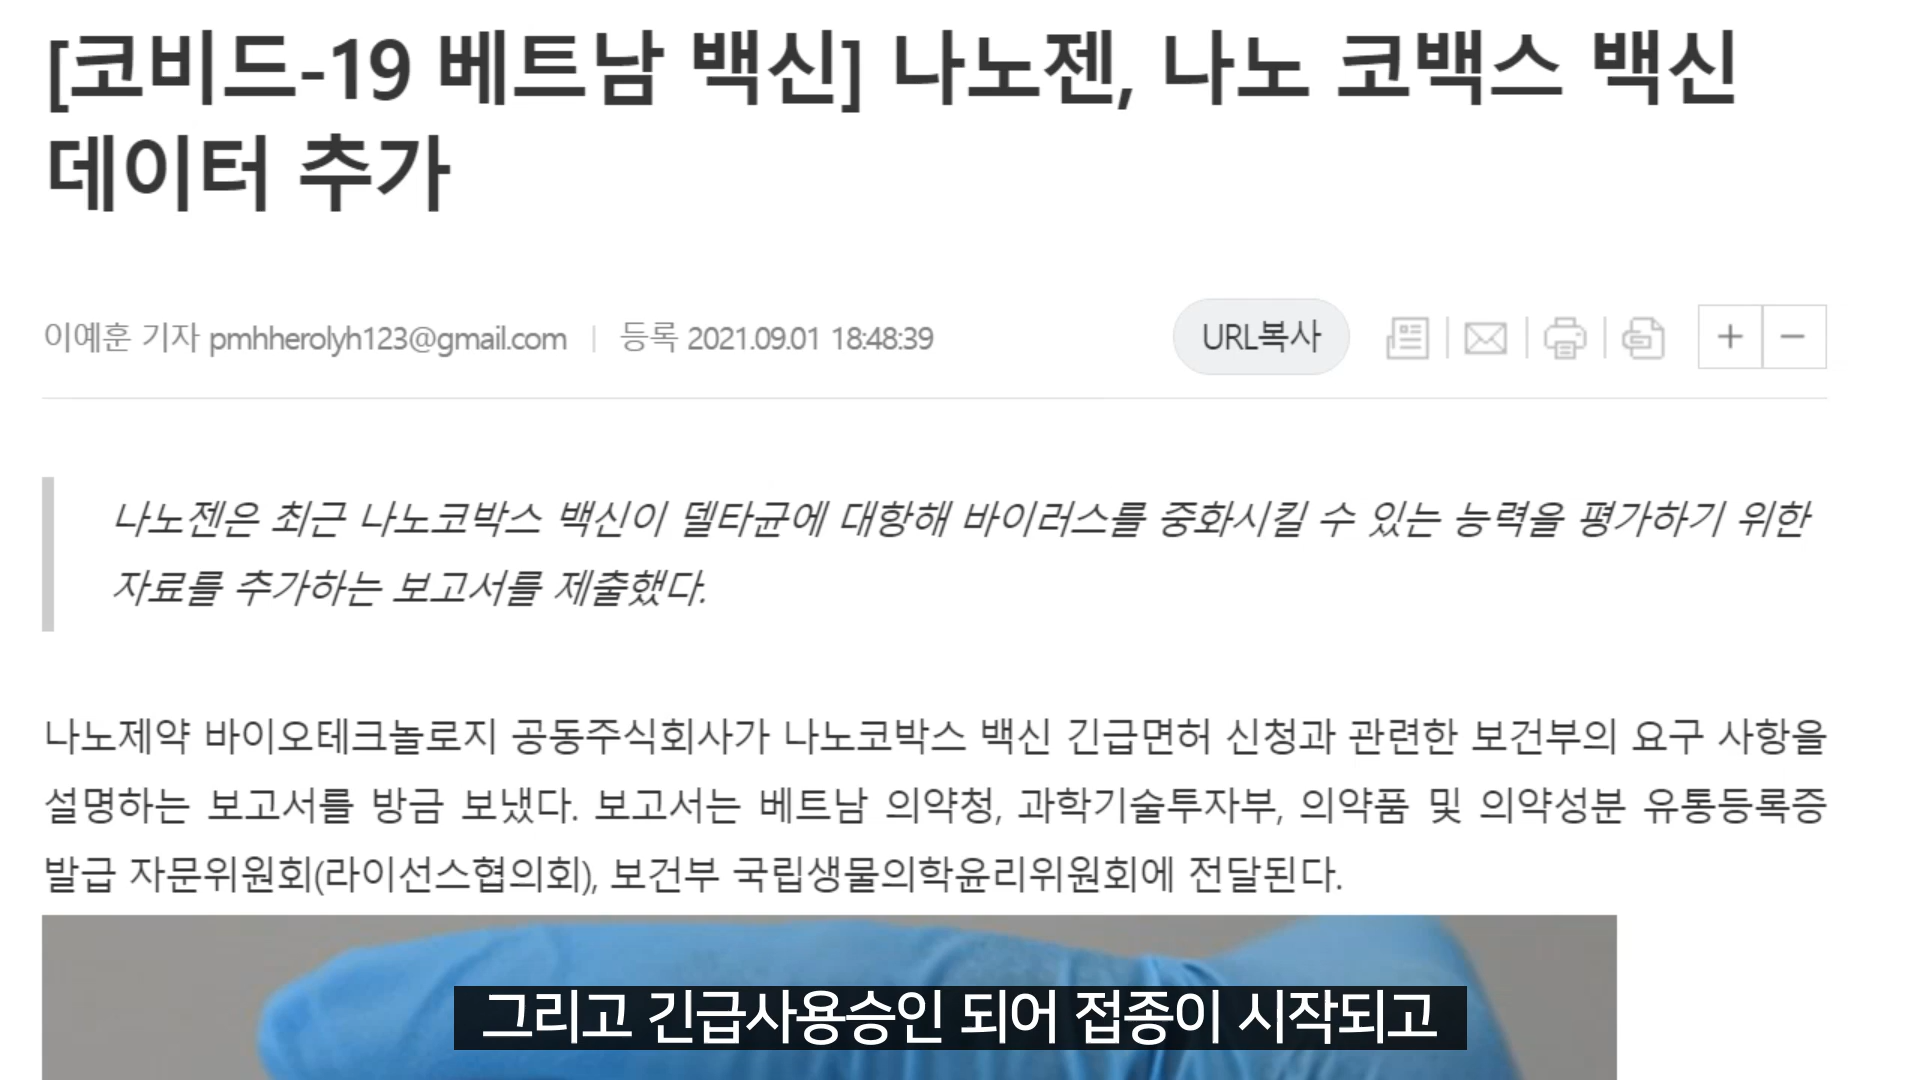 [코비드-19 베트남 백신] 나노젠, 나노 코백스 백신
데이터 추가
이예훈 기자 pmhherolyh123@gmail.com | 등록 2021.09.01 18:48:39
URL복사
+ −
나노젠은 최근 나노코박스 백신이 델타균에 대항해 바이러스를 중화시킬 수 있는 능력을 평가하기 위한
자료를 추가하는 보고서를 제출했다.
나노제약 바이오테크놀로지 공동주식회사가 나노코박스 백신 긴급면허 신청과 관련한 보건부의 요구 사항을
설명하는 보고서를 방금 보냈다. 보고서는 베트남 의약청, 과학기술투자부, 의약품 및 의약성분 유통등록증
발급 자문위원회(라이선스협의회), 보건부 국립생물의학윤리위원회에 전달된다.
그리고 긴급사용승인 되어 접종이 시작되고